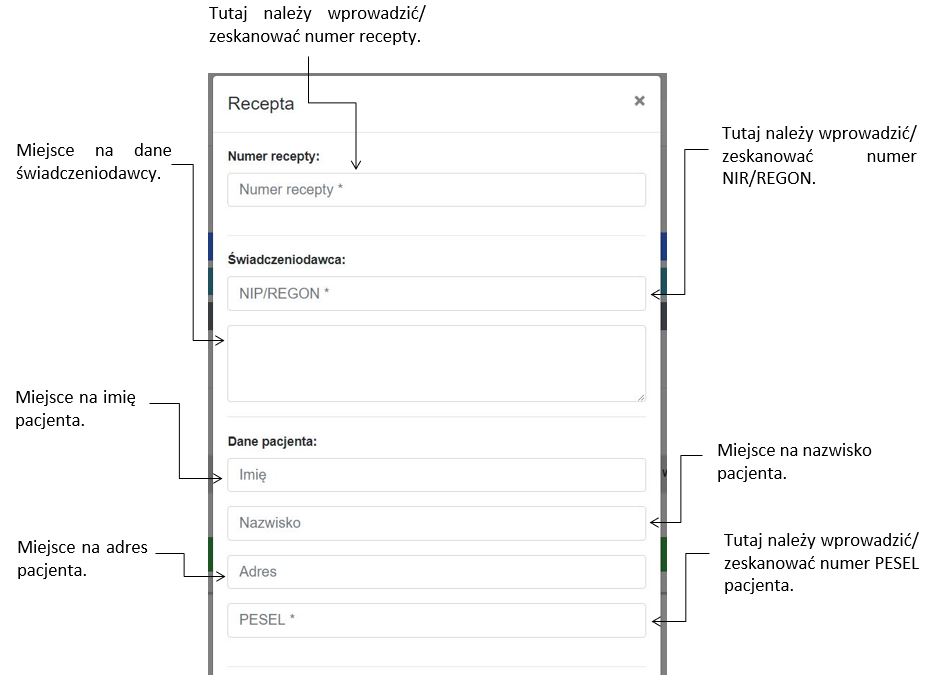 Tutaj należy wprowadzić/
zeskanować numer recepty.
Recepta
×
Miejsce na dane
świadczeniodawcy.
Tutaj należy wprowadzić/
zeskanować numer
NIR/REGON.
Numer recepty:
Numer recepty *
Świadczeniodawca:
NIP/REGON *
Miejsce na imię
pacjenta.
Dane pacjenta:
Imię
Miejsce na nazwisko
pacjenta.
Nazwisko
Miejsce na adres
pacjenta.
Adres
Tutaj należy wprowadzić/
zeskanować numer PESEL
pacjenta.
PESEL *